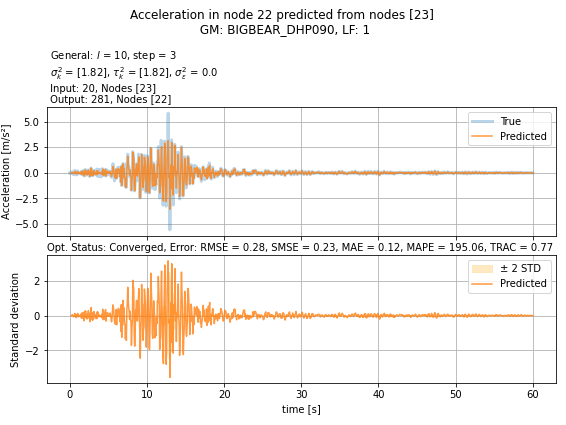 Acceleration in node 22 predicted from nodes [23]
GM: BIGBEAR_DHP090, LF: 1
General: l = 10, step = 3
σ²ₖ = [1.82], τ²ₖ = [1.82], σ²ε = 0.0
Input: 20, Nodes [23]
Output: 281, Nodes [22]
True
Predicted
Acceleration [m/s²]
5.0
2.5
0.0
−2.5
−5.0
Opt. Status: Converged, Error: RMSE = 0.28, SMSE = 0.23, MAE = 0.12, MAPE = 195.06, TRAC = 0.77
± 2 STD
Predicted
Standard deviation
2
0
−2
0 10 20 30 40 50 60
time [s]